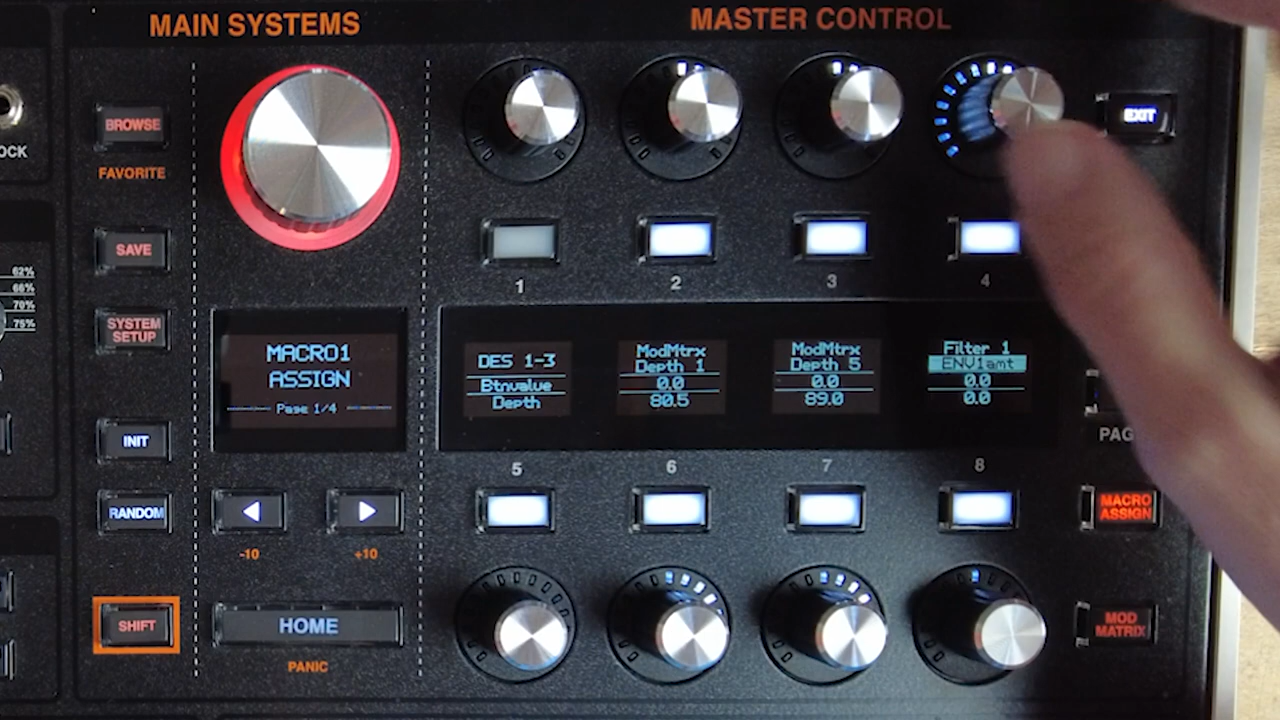 MAIN SYSTEMS
MASTER CONTROL
OCK
BROWSE
FAVORITE
EXIT
SAVE
62%
66%
70%
75%
1 2 3 4
SYSTEM
SETUP
MACRO1
ASSIGN
Page 1/4
DES 1-3
Btnvalue
Depth
ModMtrx
Depth 1
0.0
80.5
ModMtrx
Depth 5
0.0
89.0
Filter 1
ENV1amt
0.0
0.0
PAG
INIT
5 6 7 8
RANDOM
-10
+10
MACRO
ASSIGN
SHIFT
HOME
PANIC
MOD
MATRIX